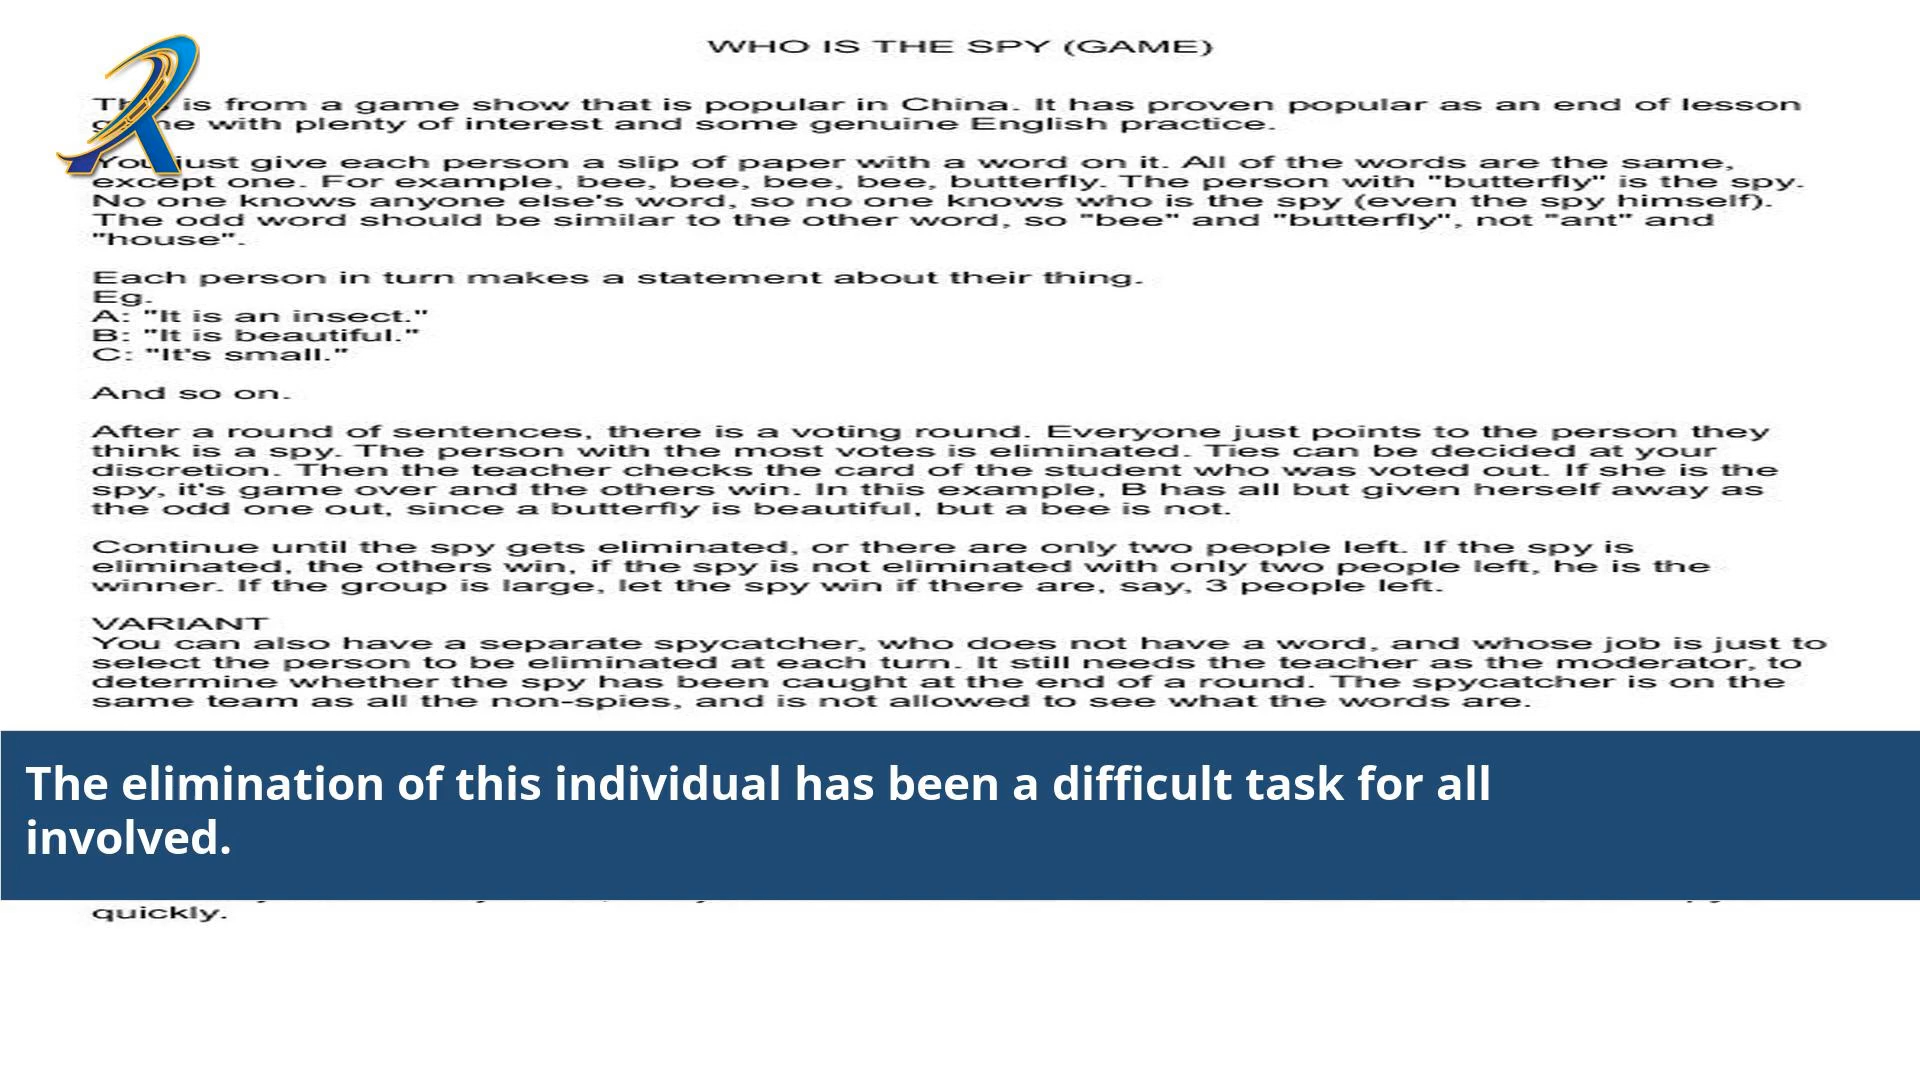 WHO IS THE SPY (GAME)
is from a game show that is popular in China. It has proven popular as an end of lesson
with plenty of interest and some genuine English practice.
You just give each person a slip of paper with a word on it. All of the words are the same,
except one. For example, bee, bee, bee, bee, butterfly. The person with "butterfly" is the spy.
No one knows anyone else's word, so no one knows who is the spy (even the spy himself).
The odd word should be similar to the other word, so "bee" and "butterfly", not "ant" and
"house".
Each person in turn makes a statement about their thing.
Eg.
A: "It is an insect."
B: "It is beautiful."
C: "It's small."
And so on.
After a round of sentences, there is a voting round. Everyone just points to the person they
think is a spy. The person with the most votes is eliminated. Ties can be decided at your
discretion. Then the teacher checks the card of the student who was voted out. If she is the
spy, it's game over and the others win. In this example, B has all but given herself away as
the odd one out, since a butterfly is beautiful, but a bee is not.
Continue until the spy gets eliminated, or there are only two people left. If the spy is
eliminated, the others win, if the spy is not eliminated with only two people left, he is the
winner. If the group is large, let the spy win if there are, say, 3 people left.
VARIANT
You can also have a separate spycatcher, who does not have a word, and whose job is just to
select the person to be eliminated at each turn. It still needs the teacher as the moderator, to
determine whether the spy has been caught at the end of a round. The spycatcher is on the
same team as all the non-spies, and is not allowed to see what the words are.
The elimination of this individual has been a difficult task for all
involved.
quickly.